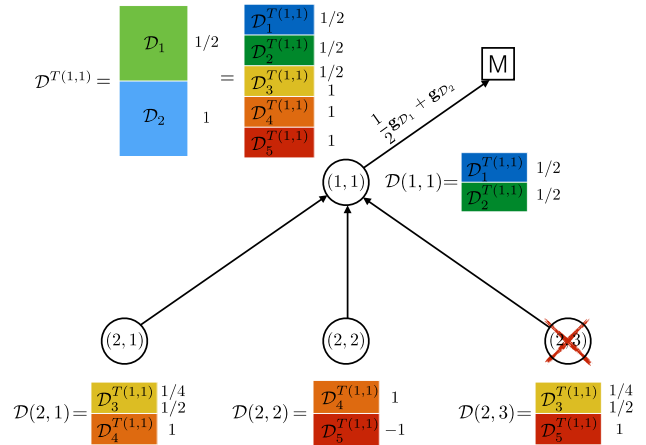 𝒟^{T(1,1)} =
𝒟_1 1/2
𝒟_2 1
=
𝒟_1^{T(1,1)} 1/2
𝒟_2^{T(1,1)} 1/2
𝒟_3^{T(1,1)} 1/2 1
𝒟_4^{T(1,1)} 1
𝒟_5^{T(1,1)} 1
M
\frac{1}{2} 𝐠_{𝒟_1} + 𝐠_{𝒟_2}
(1, 1)
𝒟(1, 1) =
𝒟_1^{T(1,1)} 1/2
𝒟_2^{T(1,1)} 1/2
(2, 1)
(2, 2)
(2, 3)
𝒟(2, 1) =
𝒟_3^{T(1,1)} 1/4 1/2
𝒟_4^{T(1,1)} 1
𝒟(2, 2) =
𝒟_4^{T(1,1)} 1
𝒟_5^{T(1,1)} −1
𝒟(2, 3) =
𝒟_3^{T(1,1)} 1/4 1/2
𝒟_5^{T(1,1)} 1